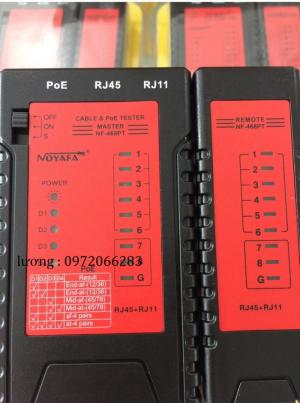 PoE RJ45 RJ11
OFF
ON
S
CABLE & PoE TESTER
MASTER
NF-468PT
NOYAFA
POWER
D1
D2
D3
1
2
3
4
5
6
7
8
G
lương : 0972066283
PoE
D1 D2 D3 D4 Result
End-at-(12/36)
End-af-(12/36)
Mid-at-(45/78)
Mid-af-(45/78)
af-4 pairs
at-4 pairs
RJ45+RJ11
REMOTE
NF-468PT
1
2
3
4
5
6
7
8
G
RJ45+RJ11